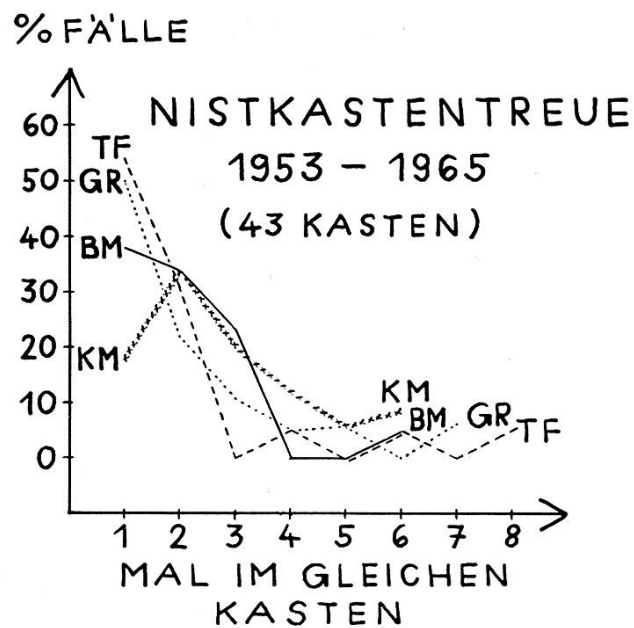 % FÄLLE
NISTKASTENTREUE
1953 – 1965
(43 KASTEN)
60
TF
50
GR
40
BM
30
20
KM
10
KM
BM
GR
TF
0
1 2 3 4 5 6 7 8
MAL IM GLEICHEN
KASTEN